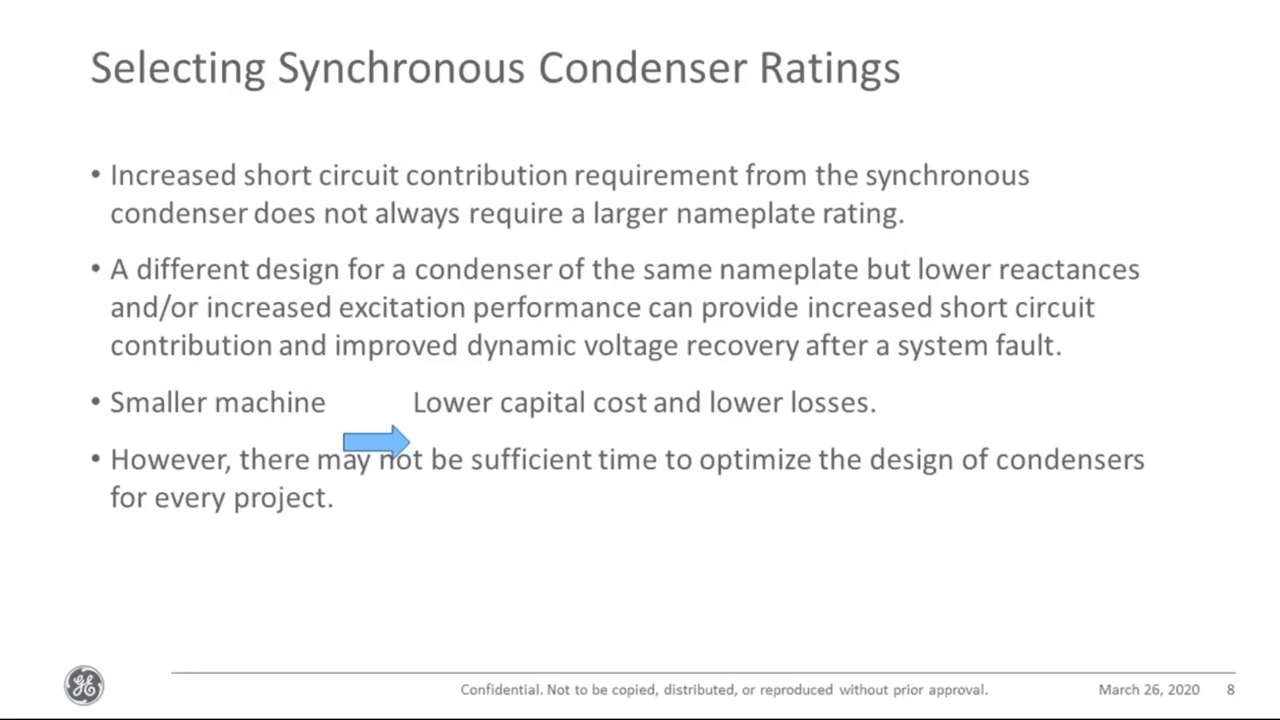 Selecting Synchronous Condenser Ratings
• Increased short circuit contribution requirement from the synchronous
condenser does not always require a larger nameplate rating.
• A different design for a condenser of the same nameplate but lower reactances
and/or increased excitation performance can provide increased short circuit
contribution and improved dynamic voltage recovery after a system fault.
• Smaller machine Lower capital cost and lower losses.
• However, there may not be sufficient time to optimize the design of condensers
for every project.
GE
Confidential. Not to be copied, distributed, or reproduced without prior approval. March 26, 2020 8